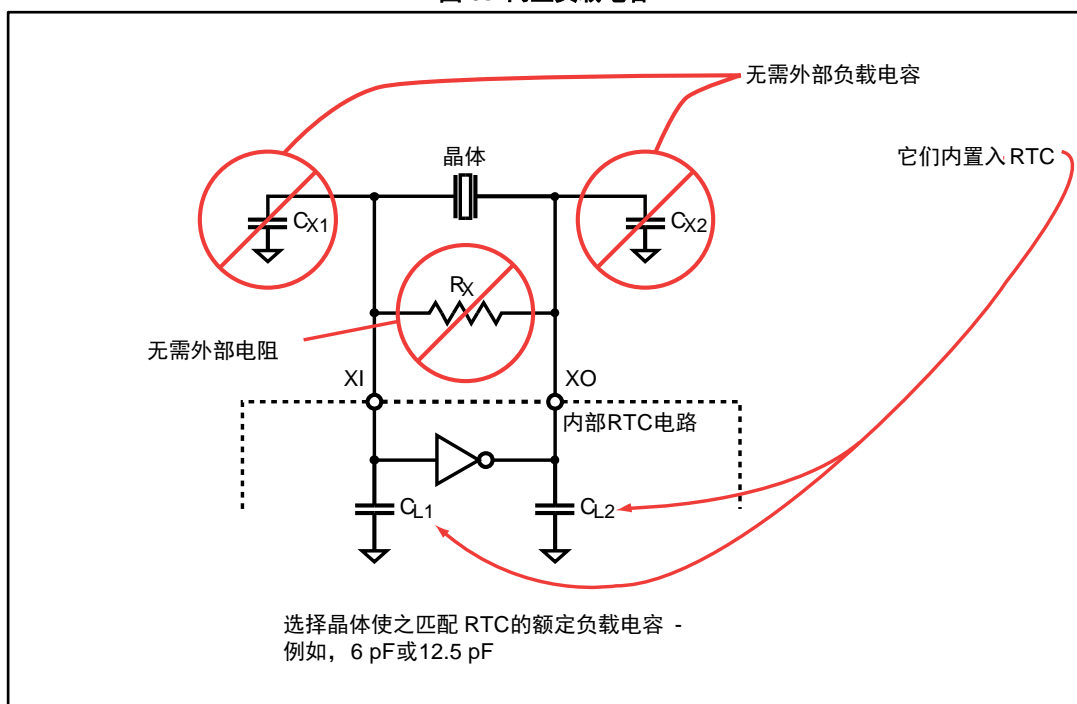 无需外部负载电容
晶体
它们内置入 RTC
CX1
CX2
RX
无需外部电阻
XI
XO
内部RTC电路
CL1
CL2
选择晶体使之匹配 RTC的额定负载电容 -
例如，6 pF或12.5 pF